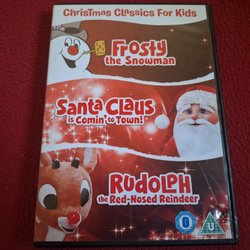 Christmas Classics For Kids
Frosty
the Snowman
Santa Claus
is Comin' to Town!
Rudolph
the Red-Nosed Reindeer
U